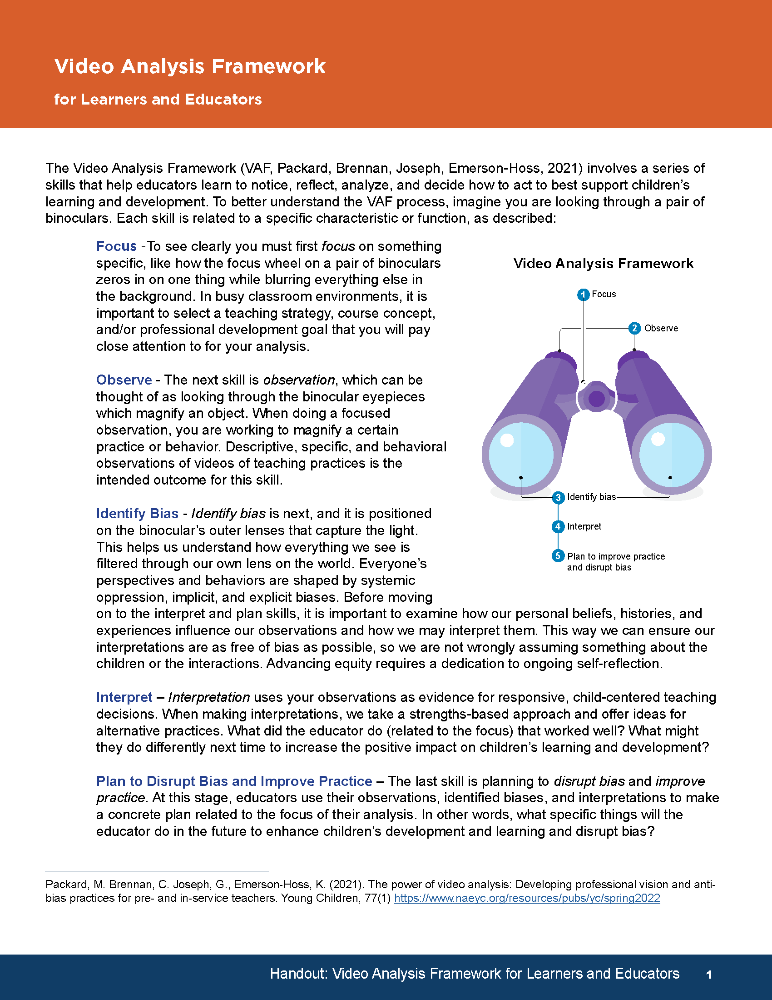 Video Analysis Framework
for Learners and Educators
The Video Analysis Framework (VAF, Packard, Brennan, Joseph, Emerson-Hoss, 2021) involves a series of
skills that help educators learn to notice, reflect, analyze, and decide how to act to best support children’s
learning and development. To better understand the VAF process, imagine you are looking through a pair of
binoculars. Each skill is related to a specific characteristic or function, as described:
Focus -To see clearly you must first focus on something
specific, like how the focus wheel on a pair of binoculars
zeros in on one thing while blurring everything else in
the background. In busy classroom environments, it is
important to select a teaching strategy, course concept,
and/or professional development goal that you will pay
close attention to for your analysis.
Observe - The next skill is observation, which can be
thought of as looking through the binocular eyepieces
which magnify an object. When doing a focused
observation, you are working to magnify a certain
practice or behavior. Descriptive, specific, and behavioral
observations of videos of teaching practices is the
intended outcome for this skill.
Identify Bias - Identify bias is next, and it is positioned
on the binocular’s outer lenses that capture the light.
This helps us understand how everything we see is
filtered through our own lens on the world. Everyone’s
perspectives and behaviors are shaped by systemic
oppression, implicit, and explicit biases. Before moving
on to the interpret and plan skills, it is important to examine how our personal beliefs, histories, and
experiences influence our observations and how we may interpret them. This way we can ensure our
interpretations are as free of bias as possible, so we are not wrongly assuming something about the
children or the interactions. Advancing equity requires a dedication to ongoing self-reflection.
Video Analysis Framework
1 Focus
2 Observe
3 Identify bias
4 Interpret
5 Plan to improve practice
and disrupt bias
Interpret – Interpretation uses your observations as evidence for responsive, child-centered teaching
decisions. When making interpretations, we take a strengths-based approach and offer ideas for
alternative practices. What did the educator do (related to the focus) that worked well? What might
they do differently next time to increase the positive impact on children’s learning and development?
Plan to Disrupt Bias and Improve Practice – The last skill is planning to disrupt bias and improve
practice. At this stage, educators use their observations, identified biases, and interpretations to make
a concrete plan related to the focus of their analysis. In other words, what specific things will the
educator do in the future to enhance children’s development and learning and disrupt bias?
Packard, M. Brennan, C. Joseph, G., Emerson-Hoss, K. (2021). The power of video analysis: Developing professional vision and anti-
bias practices for pre- and in-service teachers. Young Children, 77(1) https://www.naeyc.org/resources/pubs/yc/spring2022
Handout: Video Analysis Framework for Learners and Educators 1